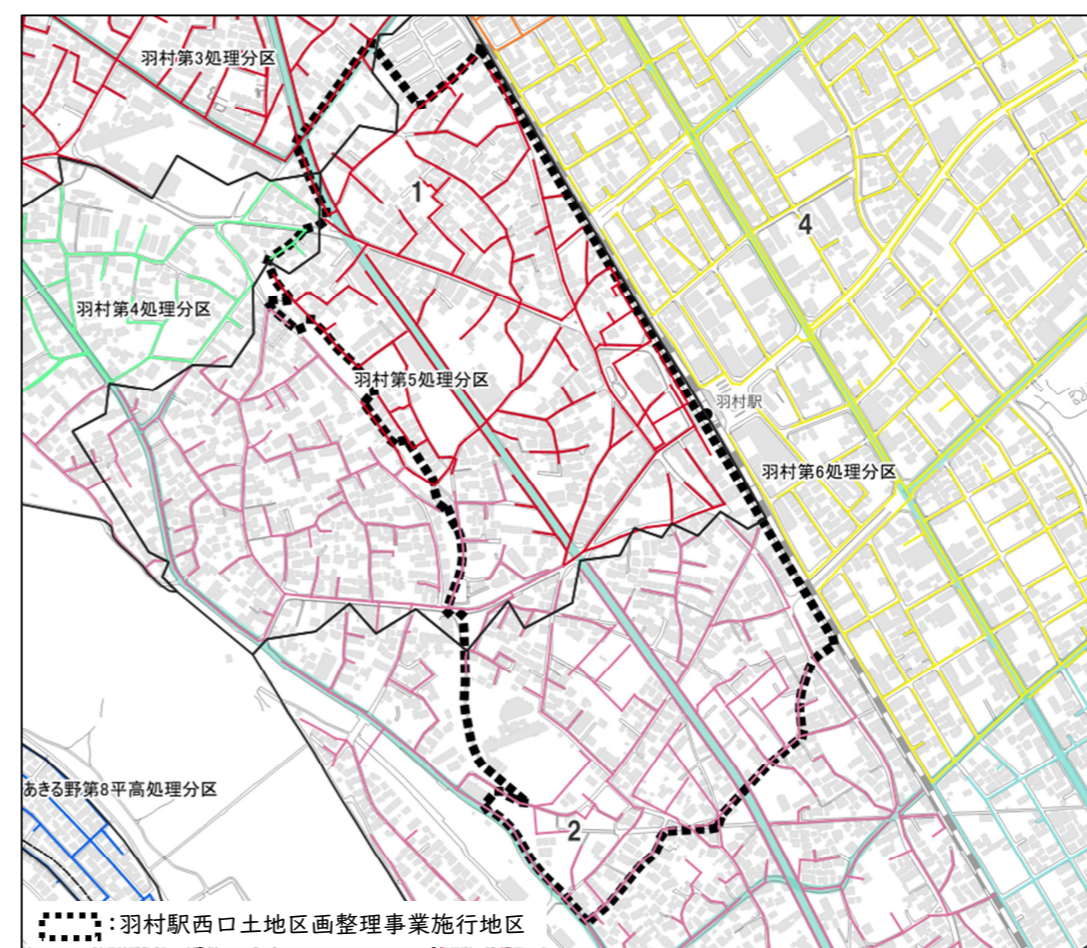 羽村第3処理分区
1
4
羽村第4処理分区
羽村第5処理分区
羽村駅
羽村第6処理分区
あきる野第8平高処理分区
2
:羽村駅西口土地区画整理事業施行地区